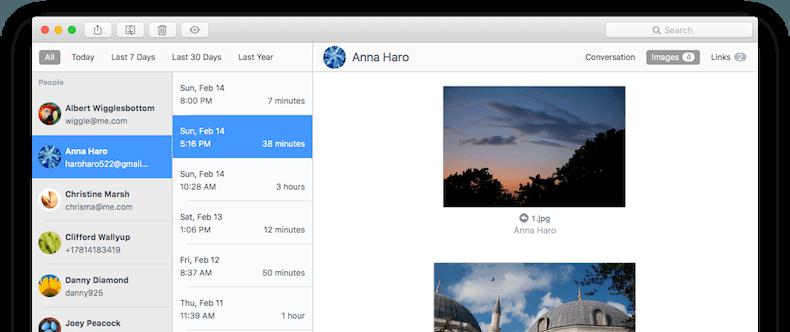 Search
All Today Last 7 Days Last 30 Days Last Year
Anna Haro
Conversation Images 4 Links 2
People
Albert Wigglesbottom
wiggle@me.com
Anna Haro
haroharo522@gmail...
Christine Marsh
chrisma@me.com
Clifford Wallyup
+17814183419
Danny Diamond
danny925
Joey Peacock
Sun, Feb 14
8:00 PM 7 minutes
Sun, Feb 14
5:16 PM 38 minutes
Sun, Feb 14
10:28 AM 3 hours
Sat, Feb 13
1:06 PM 12 minutes
Fri, Feb 12
8:37 AM 50 minutes
Thu, Feb 11
11:39 AM 1 hour
1.jpg
Anna Haro